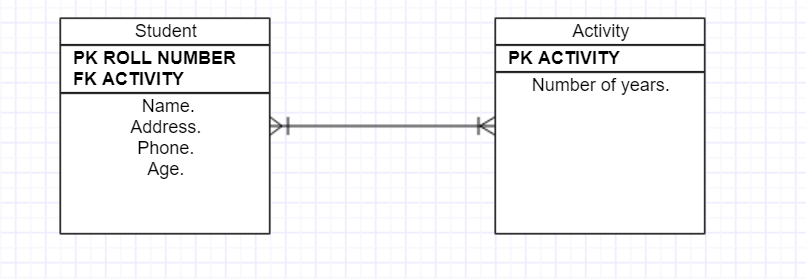 Student
PK ROLL NUMBER
FK ACTIVITY
Name.
Address.
Phone.
Age.
Activity
PK ACTIVITY
Number of years.